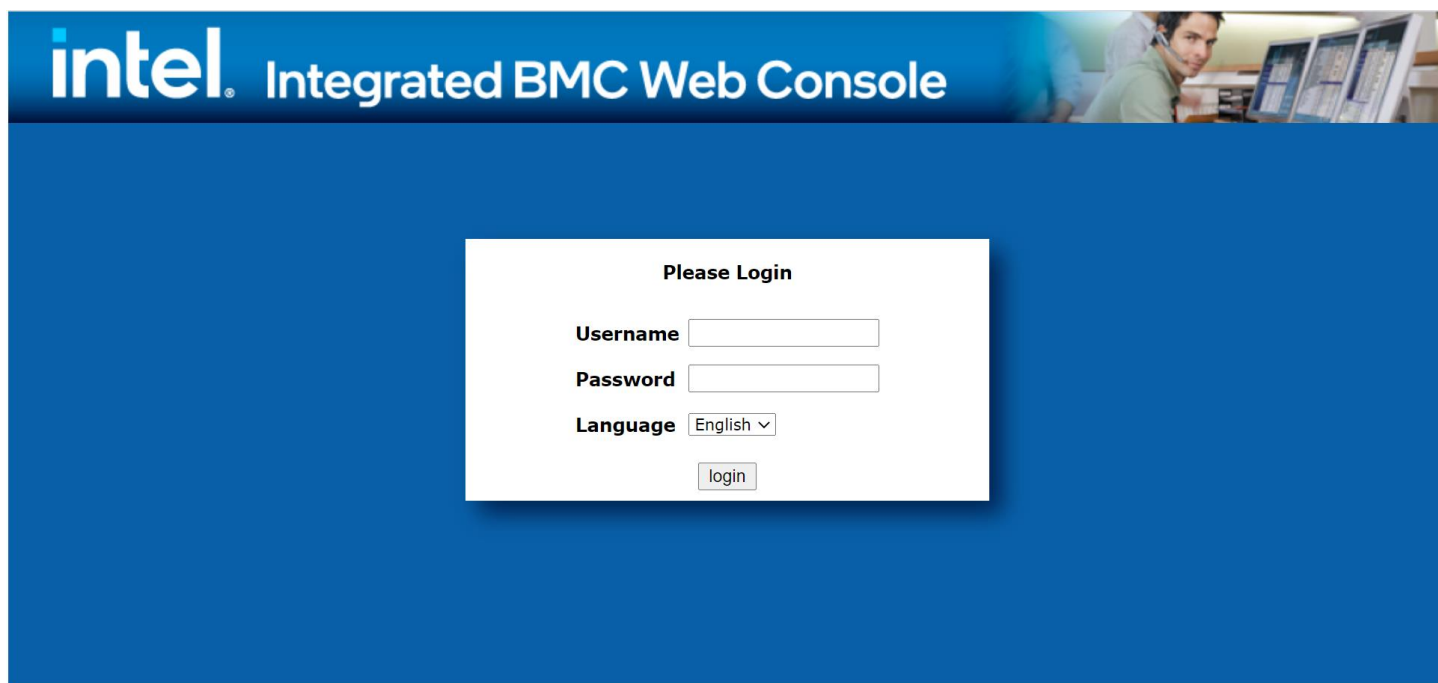 intel® Integrated BMC Web Console
Please Login
Username
Password
Language English
login